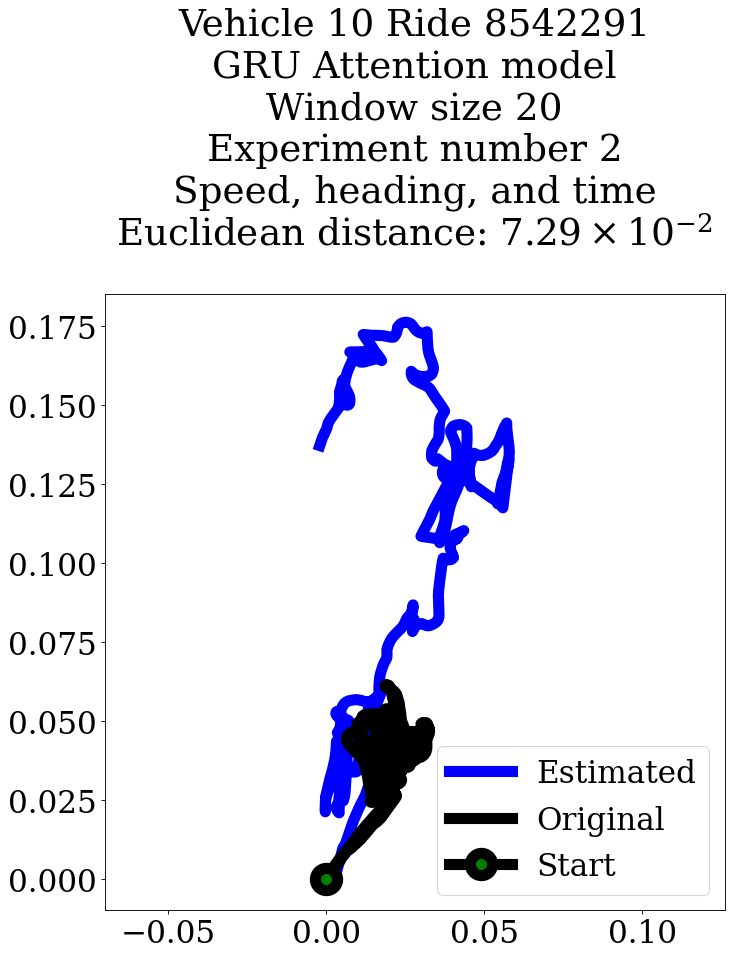 Vehicle 10 Ride 8542291
GRU Attention model
Window size 20
Experiment number 2
Speed, heading, and time
Euclidean distance: 7.29 × 10⁻²
0.175
0.150
0.125
0.100
0.075
0.050
0.025
0.000
Estimated
Original
Start
−0.05 0.00 0.05 0.10